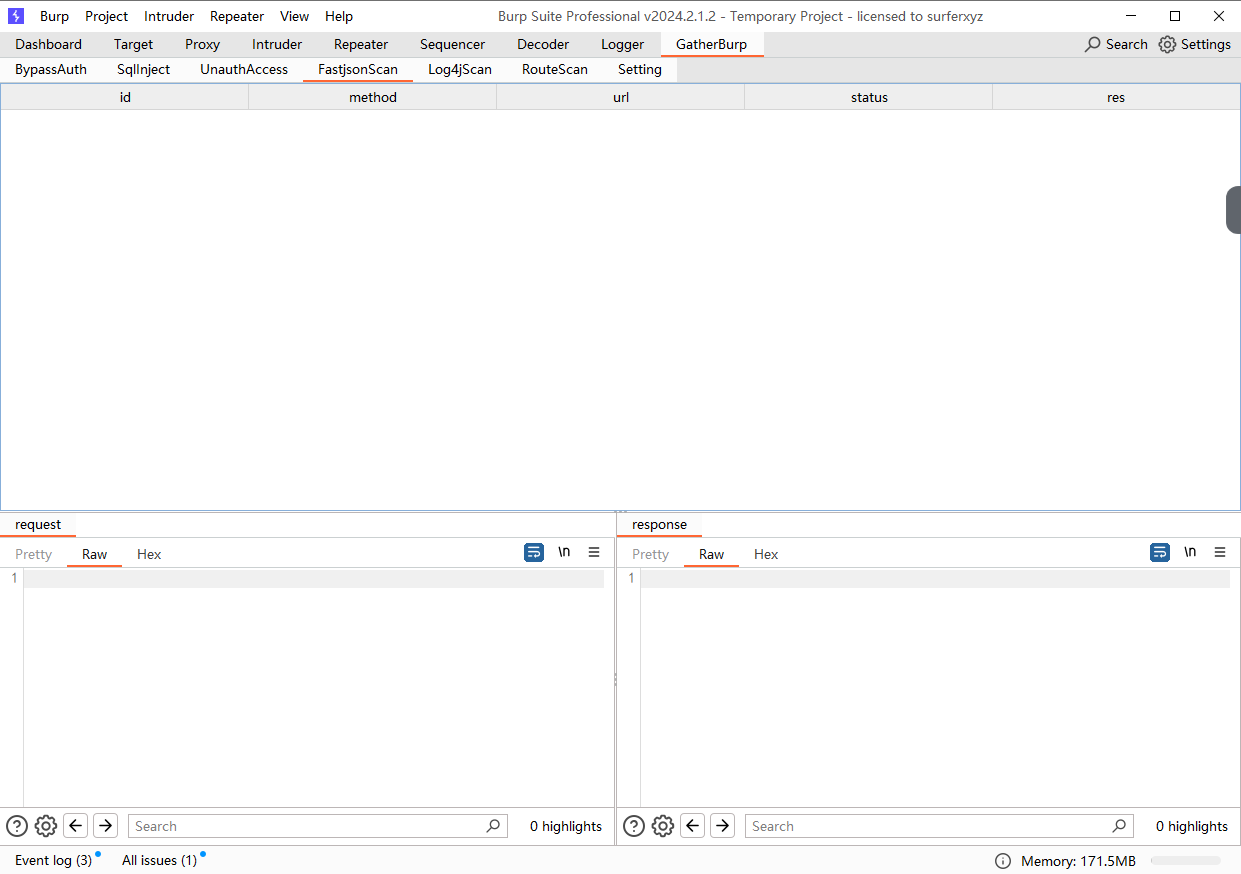 Burp Project Intruder Repeater View Help Burp Suite Professional v2024.2.1.2 - Temporary Project - licensed to surferxyz
Dashboard Target Proxy Intruder Repeater Sequencer Decoder Logger GatherBurp Search Settings
BypassAuth SqlInject UnauthAccess FastjsonScan Log4jScan RouteScan Setting
id method url status res
request
Pretty Raw Hex \n
1
Search 0 highlights
response
Pretty Raw Hex \n
1
Search 0 highlights
Event log (3) All issues (1) Memory: 171.5MB